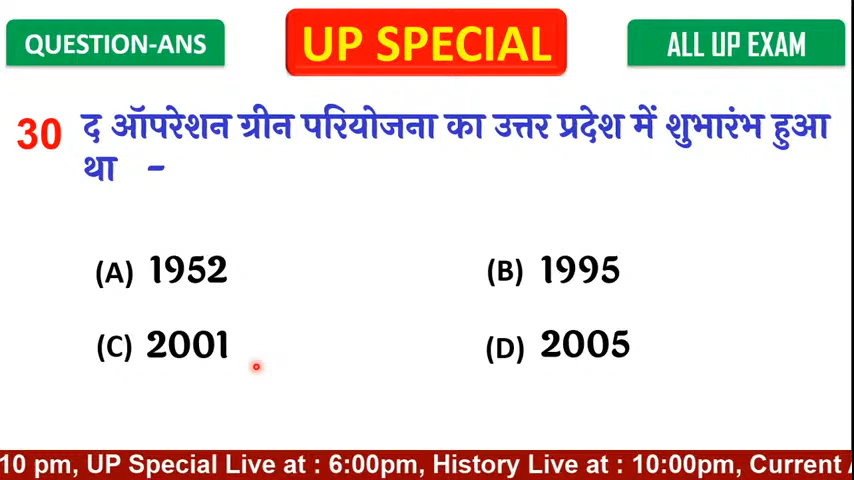 QUESTION-ANS
UP SPECIAL
ALL UP EXAM
30 द ऑपरेशन ग्रीन परियोजना का उत्तर प्रदेश में शुभारंभ हुआ
था -
(A) 1952
(B) 1995
(C) 2001
(D) 2005
10 pm, UP Special Live at : 6:00pm, History Live at : 10:00pm, Current